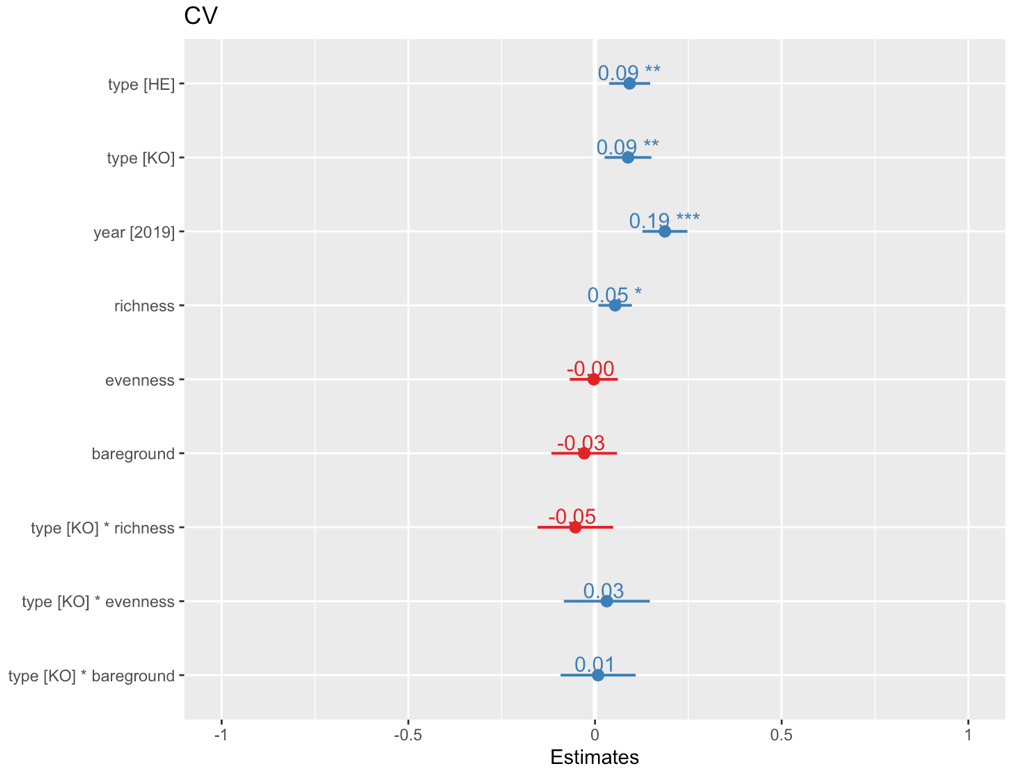 CV
type [HE]
0.09 **
type [KO]
0.09 **
year [2019]
0.19 ***
richness
0.05 *
evenness
-0.00
bareground
-0.03
type [KO] * richness
-0.05
type [KO] * evenness
0.03
type [KO] * bareground
0.01
-1 -0.5 0 0.5 1
Estimates